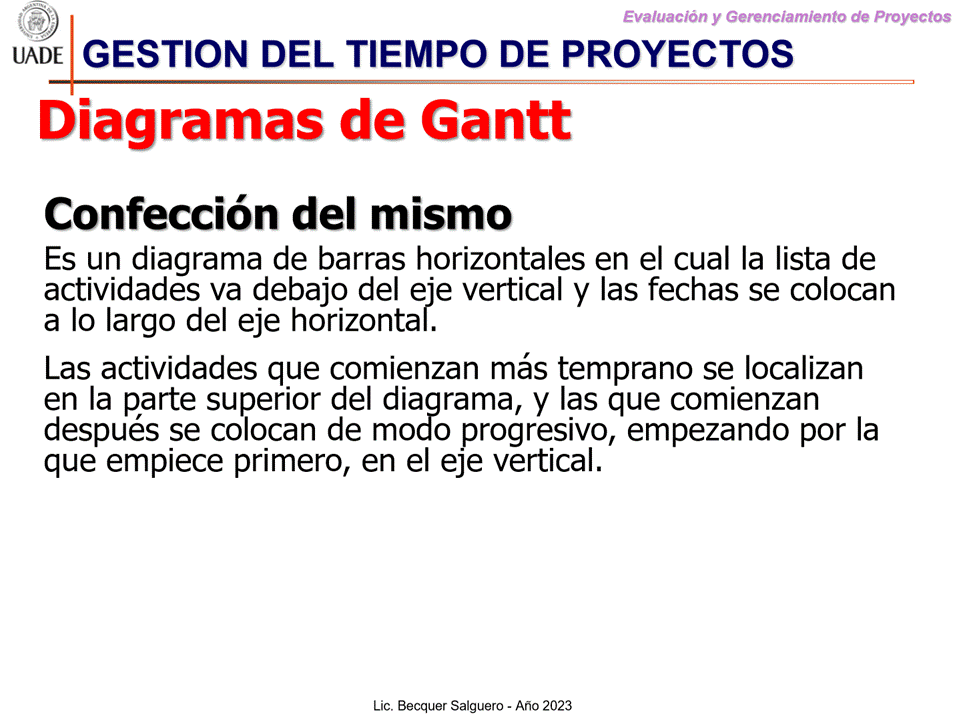 Evaluación y Gerenciamiento de Proyectos
UADE
GESTION DEL TIEMPO DE PROYECTOS
Diagramas de Gantt
Confección del mismo
Es un diagrama de barras horizontales en el cual la lista de
actividades va debajo del eje vertical y las fechas se colocan
a lo largo del eje horizontal.
Las actividades que comienzan más temprano se localizan
en la parte superior del diagrama, y las que comienzan
después se colocan de modo progresivo, empezando por la
que empiece primero, en el eje vertical.
Lic. Becquer Salguero - Año 2023